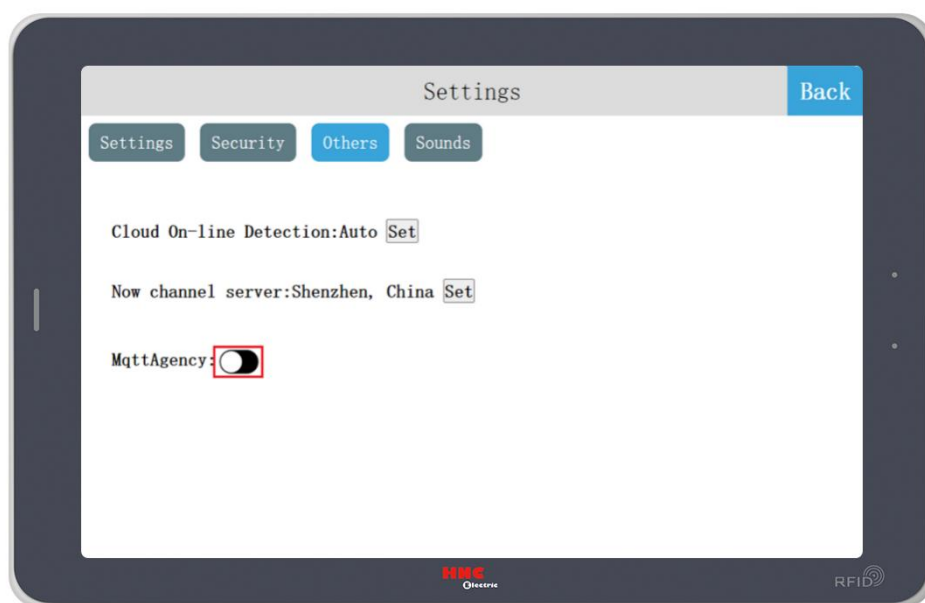 Settings
Back
Settings
Security
Others
Sounds
Cloud On-line Detection:Auto Set
Now channel server:Shenzhen, China Set
MqttAgency:
HMC
Electric
RFID